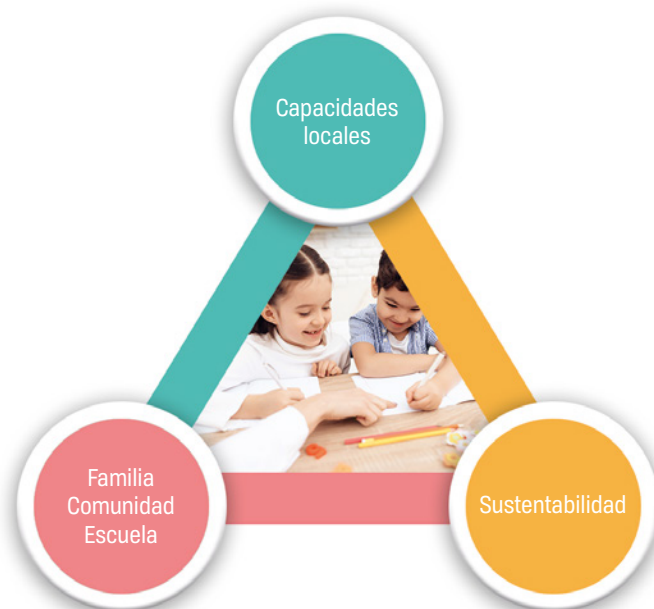 Capacidades
locales
Familia
Comunidad
Escuela
Sustentabilidad